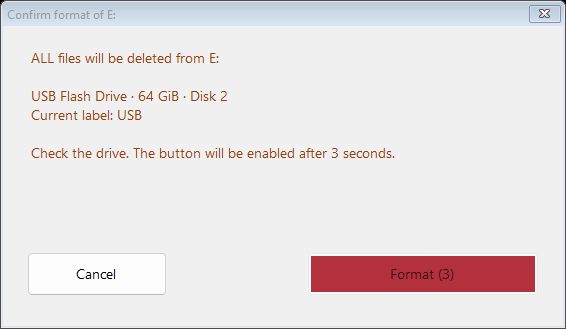 Confirm format of E:
ALL files will be deleted from E:
USB Flash Drive · 64 GiB · Disk 2
Current label: USB
Check the drive. The button will be enabled after 3 seconds.
Cancel
Format (3)